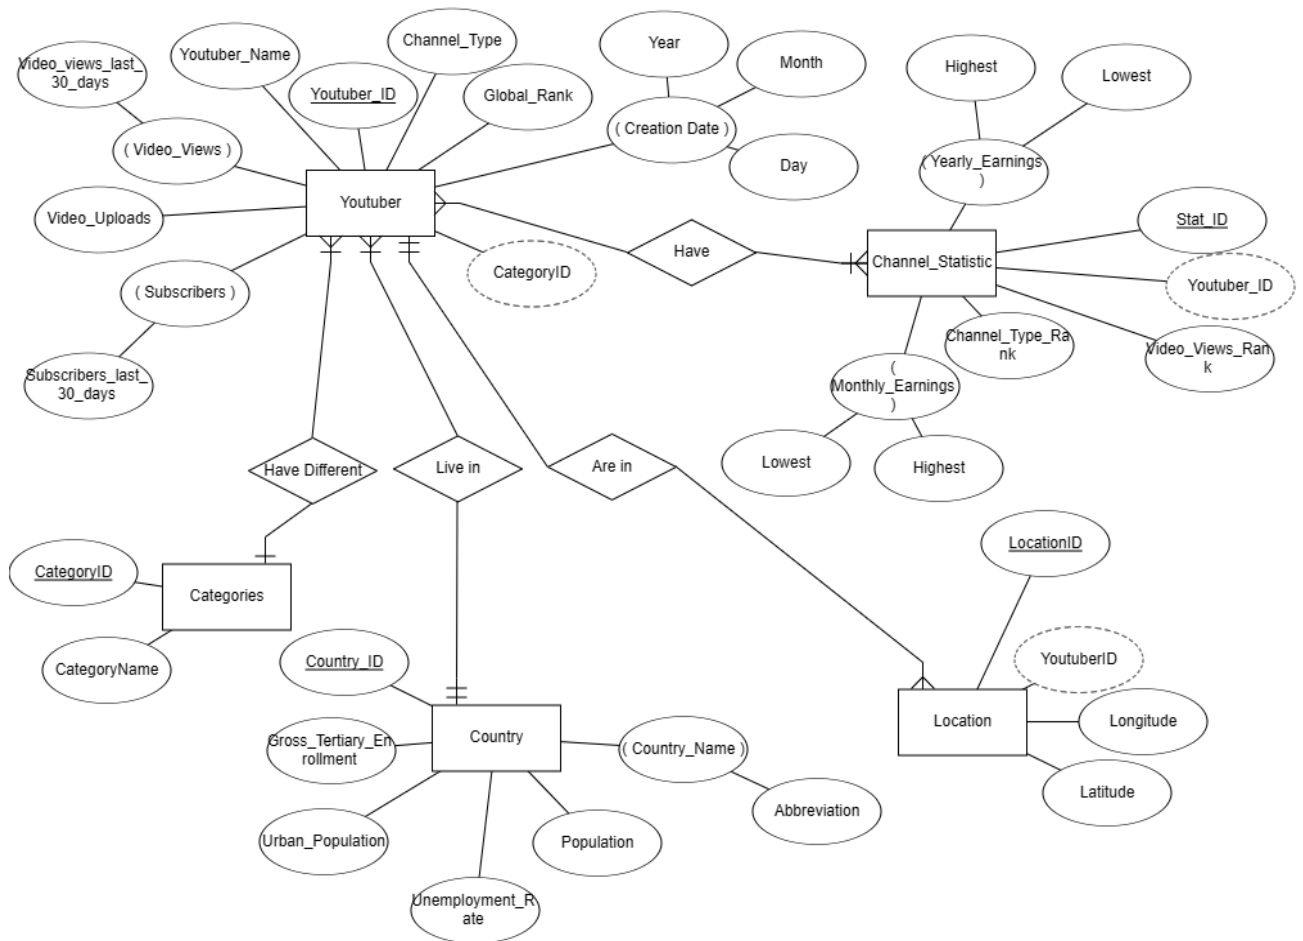 Channel_Type
Year
Youtuber_Name
Month
Highest
Lowest
Video_views_last_
30_days
Youtuber_ID
Global_Rank
( Creation Date )
( Video_Views )
Day
( Yearly_Earnings
)
Youtuber
Video_Uploads
Stat_ID
Have
Channel_Statistic
CategoryID
Youtuber_ID
( Subscribers )
Channel_Type_Ra
nk
Video_Views_Ran
k
Subscribers_last_
30_days
(
Monthly_Earnings
)
Have Different
Live in
Are in
Lowest
Highest
LocationID
CategoryID
Categories
CategoryName
Country_ID
YoutuberID
Gross_Tertiary_E
nrollment
Country
( Country_Name )
Location
Longitude
Abbreviation
Latitude
Urban_Population
Population
Unemployment_R
ate